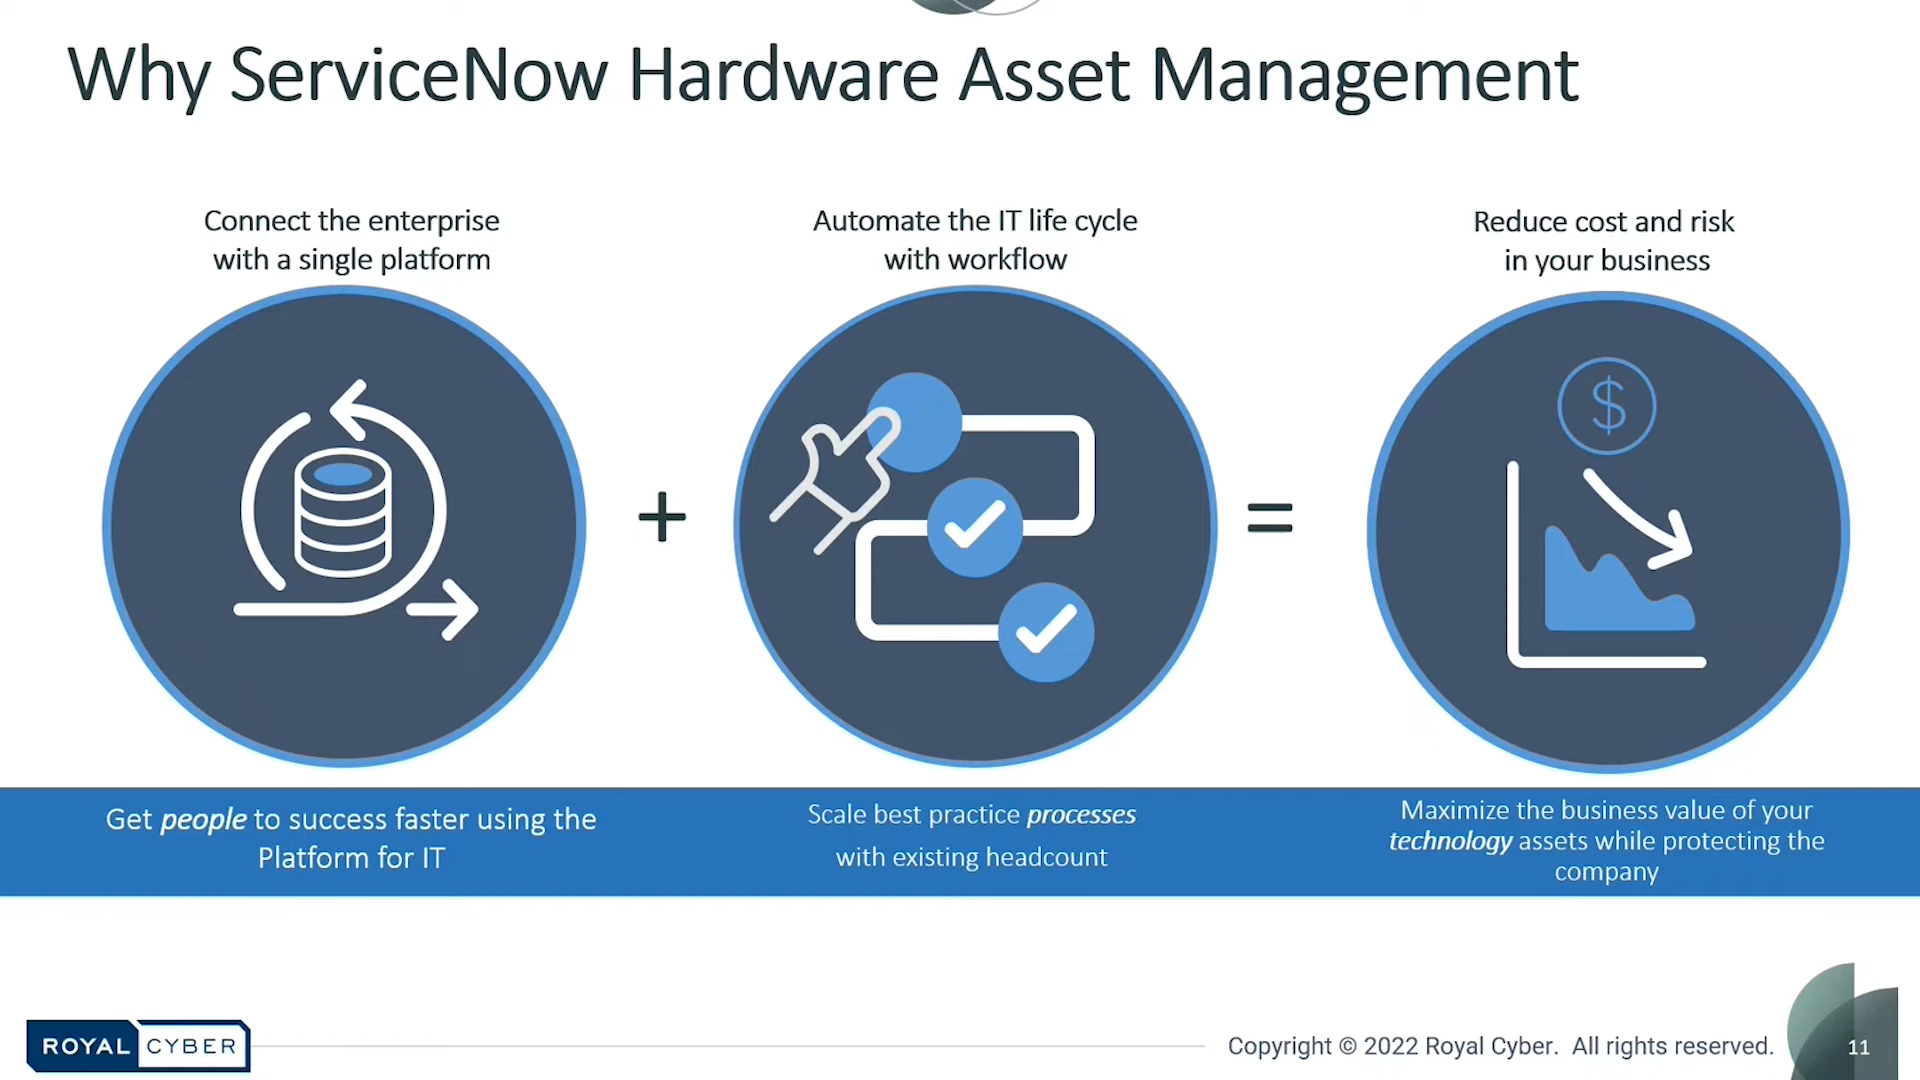 Why ServiceNow Hardware Asset Management
Connect the enterprise
with a single platform
Automate the IT life cycle
with workflow
Reduce cost and risk
in your business
+
=
$
Get people to success faster using the
Platform for IT
Scale best practice processes
with existing headcount
Maximize the business value of your
technology assets while protecting the
company
ROYAL CYBER
Copyright © 2022 Royal Cyber. All rights reserved.
11